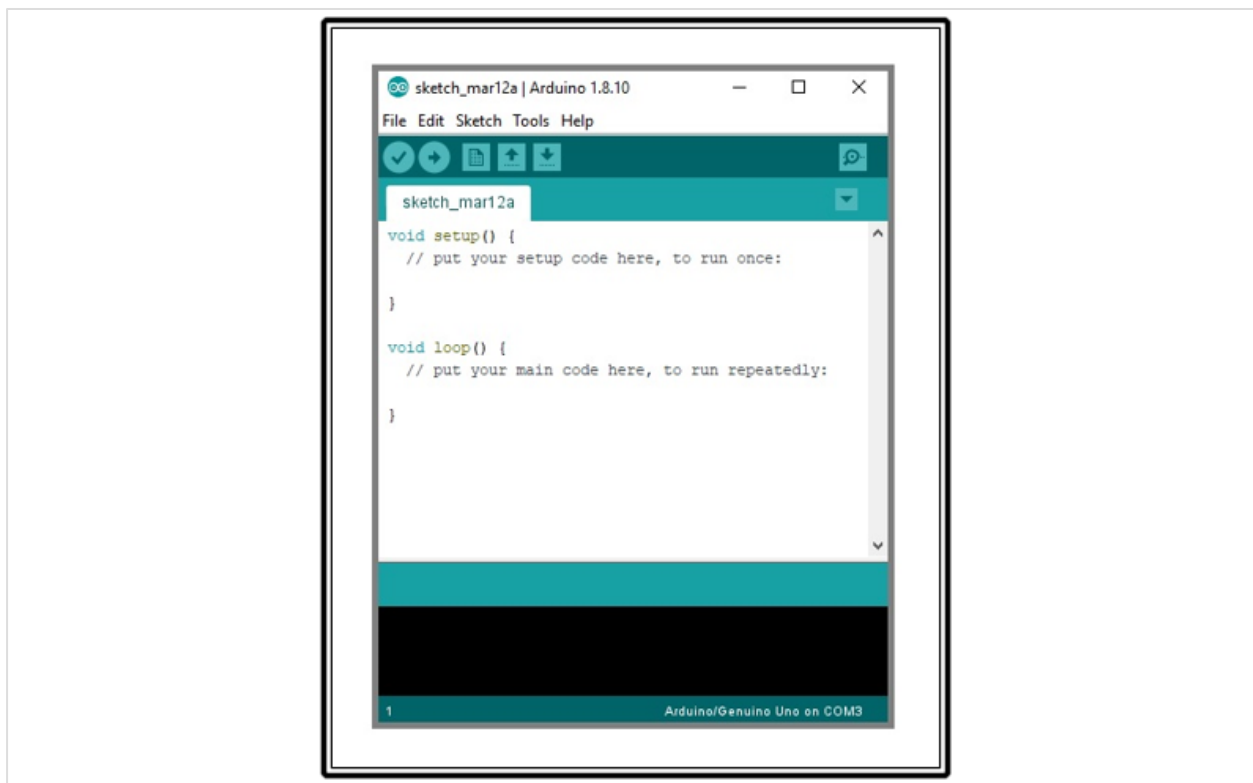 sketch_mar12a | Arduino 1.8.10
File Edit Sketch Tools Help
sketch_mar12a
void setup() {
  // put your setup code here, to run once:
}
void loop() {
  // put your main code here, to run repeatedly:
}
1 Arduino/Genuino Uno on COM3